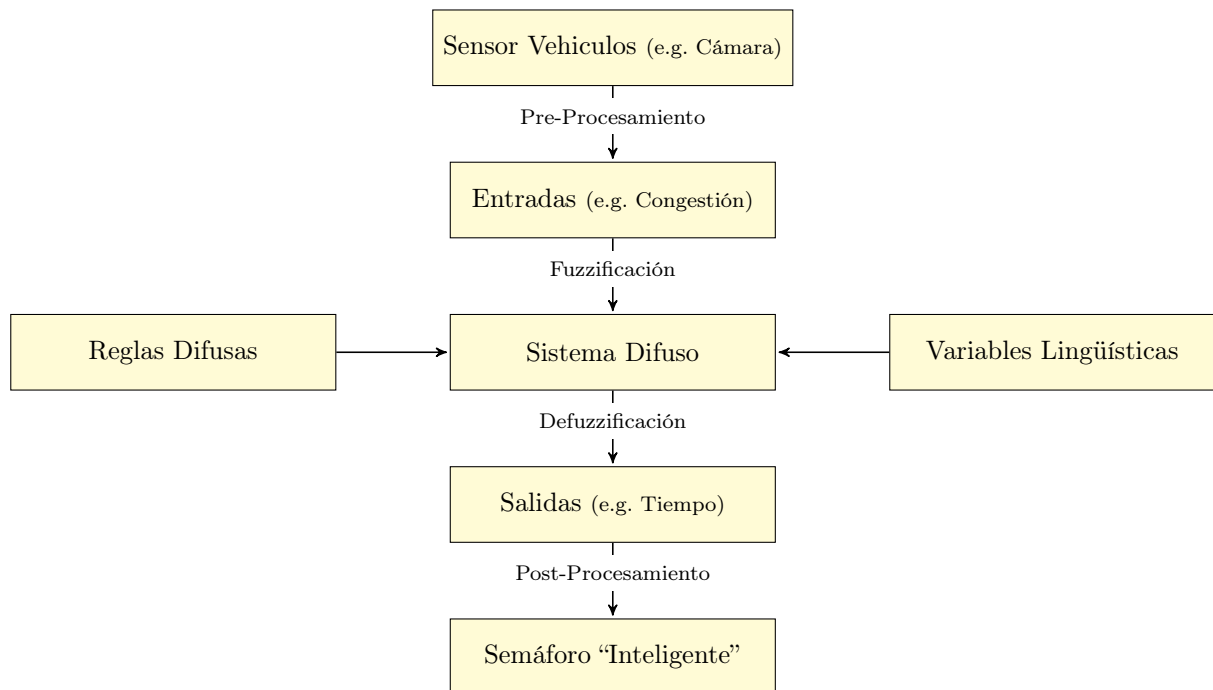 Sensor Vehiculos (e.g. Cámara)
Pre-Procesamiento
Entradas (e.g. Congestión)
Fuzzificación
Reglas Difusas
Sistema Difuso
Variables Lingüísticas
Defuzzificación
Salidas (e.g. Tiempo)
Post-Procesamiento
Semáforo “Inteligente”